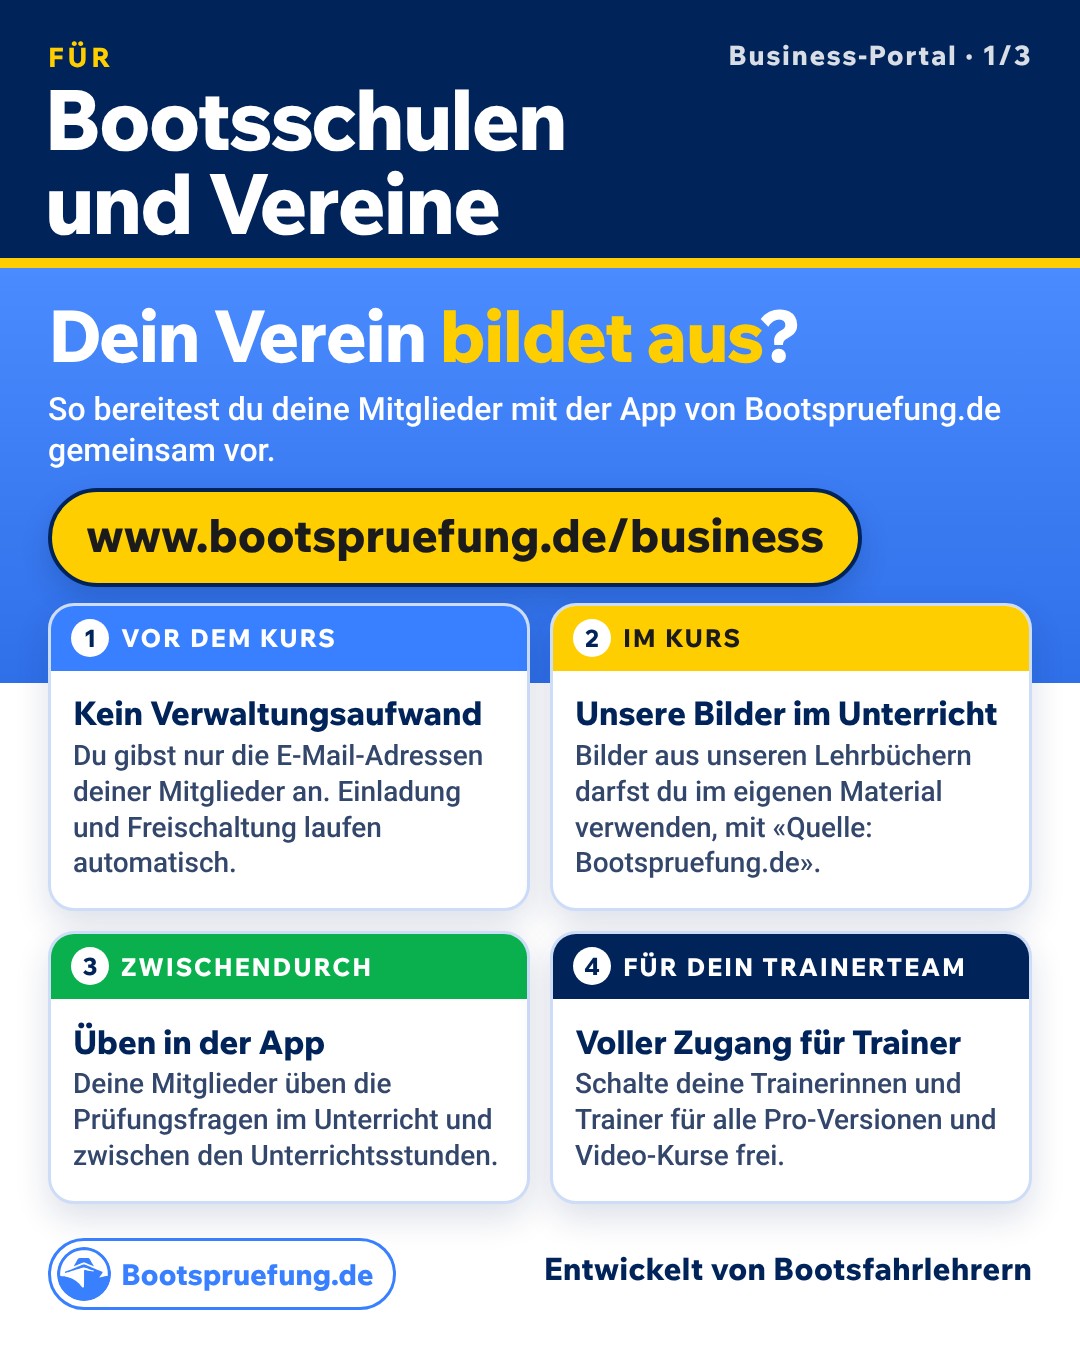 FÜR
Business-Portal · 1/3
Bootsschulen
und Vereine
Dein Verein bildet aus?
So bereitest du deine Mitglieder mit der App von Bootspruefung.de
gemeinsam vor.
www.bootspruefung.de/business
1 VOR DEM KURS
Kein Verwaltungsaufwand
Du gibst nur die E-Mail-Adressen
deiner Mitglieder an. Einladung
und Freischaltung laufen
automatisch.
2 IM KURS
Unsere Bilder im Unterricht
Bilder aus unseren Lehrbüchern
darfst du im eigenen Material
verwenden, mit «Quelle:
Bootspruefung.de».
3 ZWISCHENDURCH
Üben in der App
Deine Mitglieder üben die
Prüfungsfragen im Unterricht und
zwischen den Unterrichtsstunden.
4 FÜR DEIN TRAINERTEAM
Voller Zugang für Trainer
Schalte deine Trainerinnen und
Trainer für alle Pro-Versionen und
Video-Kurse frei.
Bootspruefung.de
Entwickelt von Bootsfahrlehrern